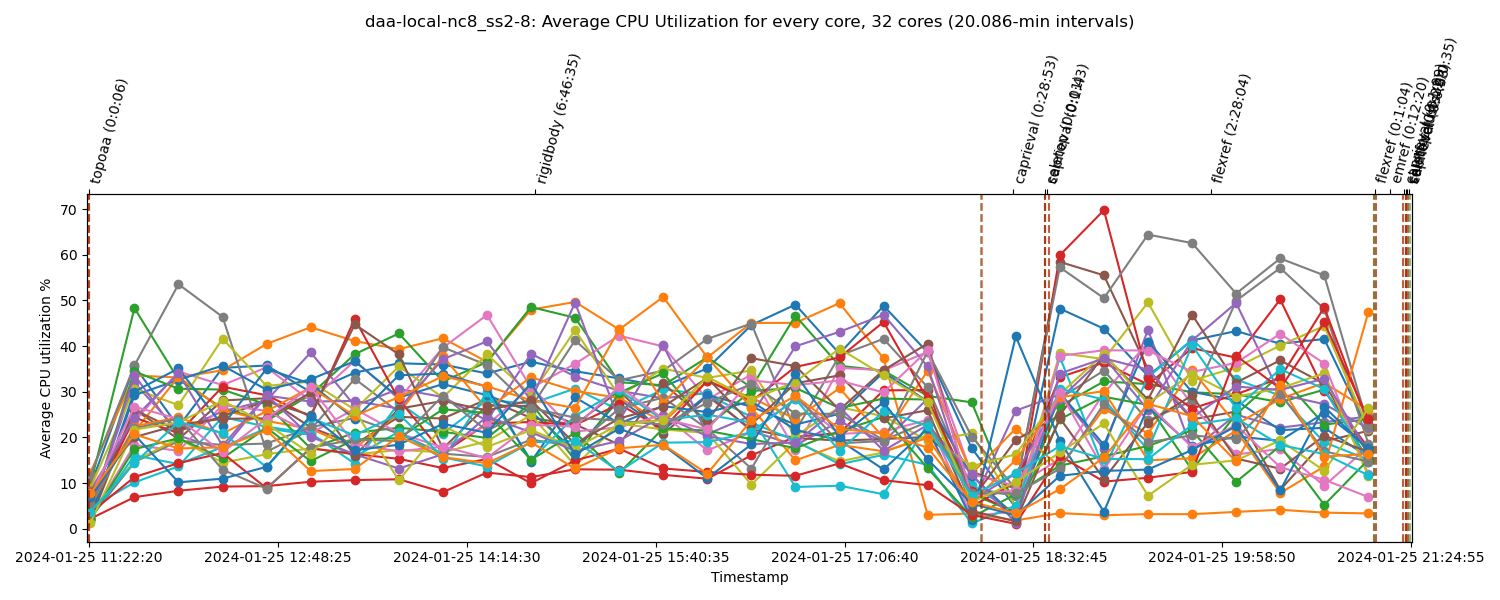 daa-local-nc8_ss2-8: Average CPU Utilization for every core, 32 cores (20.086-min intervals)
topoaa (0:0:06)
rigidbody (6:46:35)
caprieval (0:28:53)
flexref (2:28:04)
flexref (0:1:04)
emref (0:12:20)
Average CPU utilization %
70
60
50
40
30
20
10
0
2024-01-25 11:22:20
2024-01-25 12:48:25
2024-01-25 14:14:30
2024-01-25 15:40:35
2024-01-25 17:06:40
2024-01-25 18:32:45
2024-01-25 19:58:50
2024-01-25 21:24:55
Timestamp